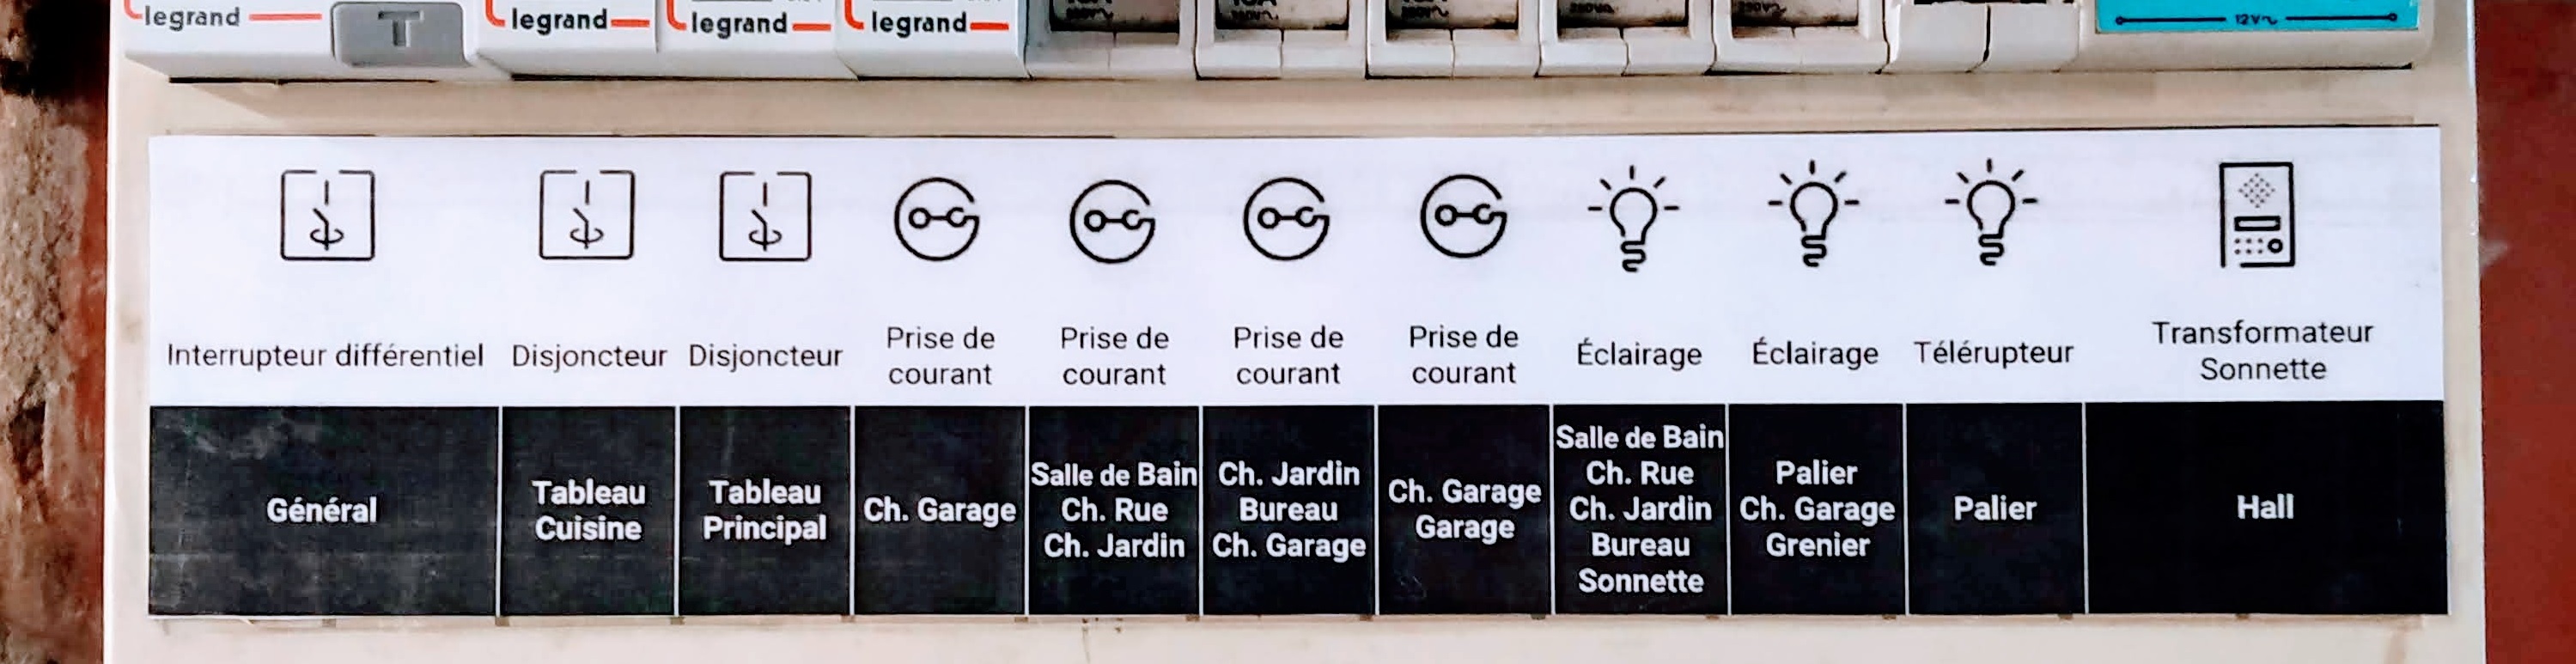 legrand
T
legrand
legrand
legrand
12V~
Interrupteur différentiel
Disjoncteur
Disjoncteur
Prise de
courant
Prise de
courant
Prise de
courant
Prise de
courant
Éclairage
Éclairage
Télérupteur
Transformateur
Sonnette
Général
Tableau
Cuisine
Tableau
Principal
Ch. Garage
Salle de Bain
Ch. Rue
Ch. Jardin
Ch. Jardin
Bureau
Ch. Garage
Ch. Garage
Garage
Salle de Bain
Ch. Rue
Ch. Jardin
Bureau
Sonnette
Palier
Ch. Garage
Grenier
Palier
Hall